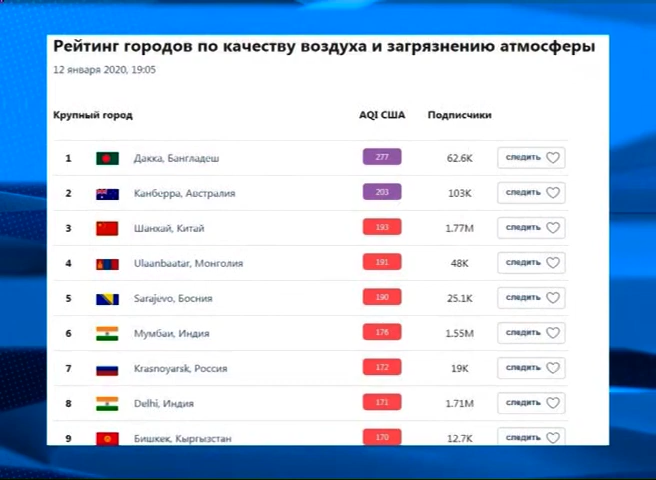 Рейтинг городов по качеству воздуха и загрязнению атмосферы
12 января 2020, 19:05
Крупный город AQI США Подписчики
1 Дакка, Бангладеш 277 62.6K следить
2 Канберра, Австралия 203 103K следить
3 Шанхай, Китай 193 1.77M следить
4 Ulaanbaatar, Монголия 191 48K следить
5 Sarajevo, Босния 190 25.1K следить
6 Мумбаи, Индия 176 1.55M следить
7 Krasnoyarsk, Россия 172 19K следить
8 Delhi, Индия 171 1.71M следить
9 Бишкек, Кыргызстан 170 12.7K следить